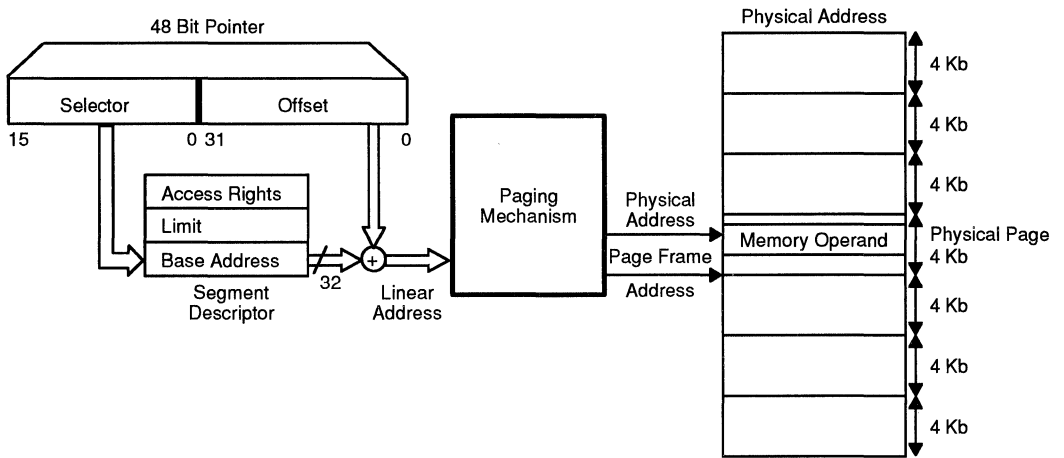 48 Bit Pointer
Selector
Offset
15
0
31
0
Access Rights
Limit
Base Address
32
+
Segment
Descriptor
Linear
Address
Paging
Mechanism
Physical
Address
Page Frame
Address
Physical Address
Memory Operand
4 Kb
4 Kb
4 Kb
Physical Page
4 Kb
4 Kb
4 Kb
4 Kb